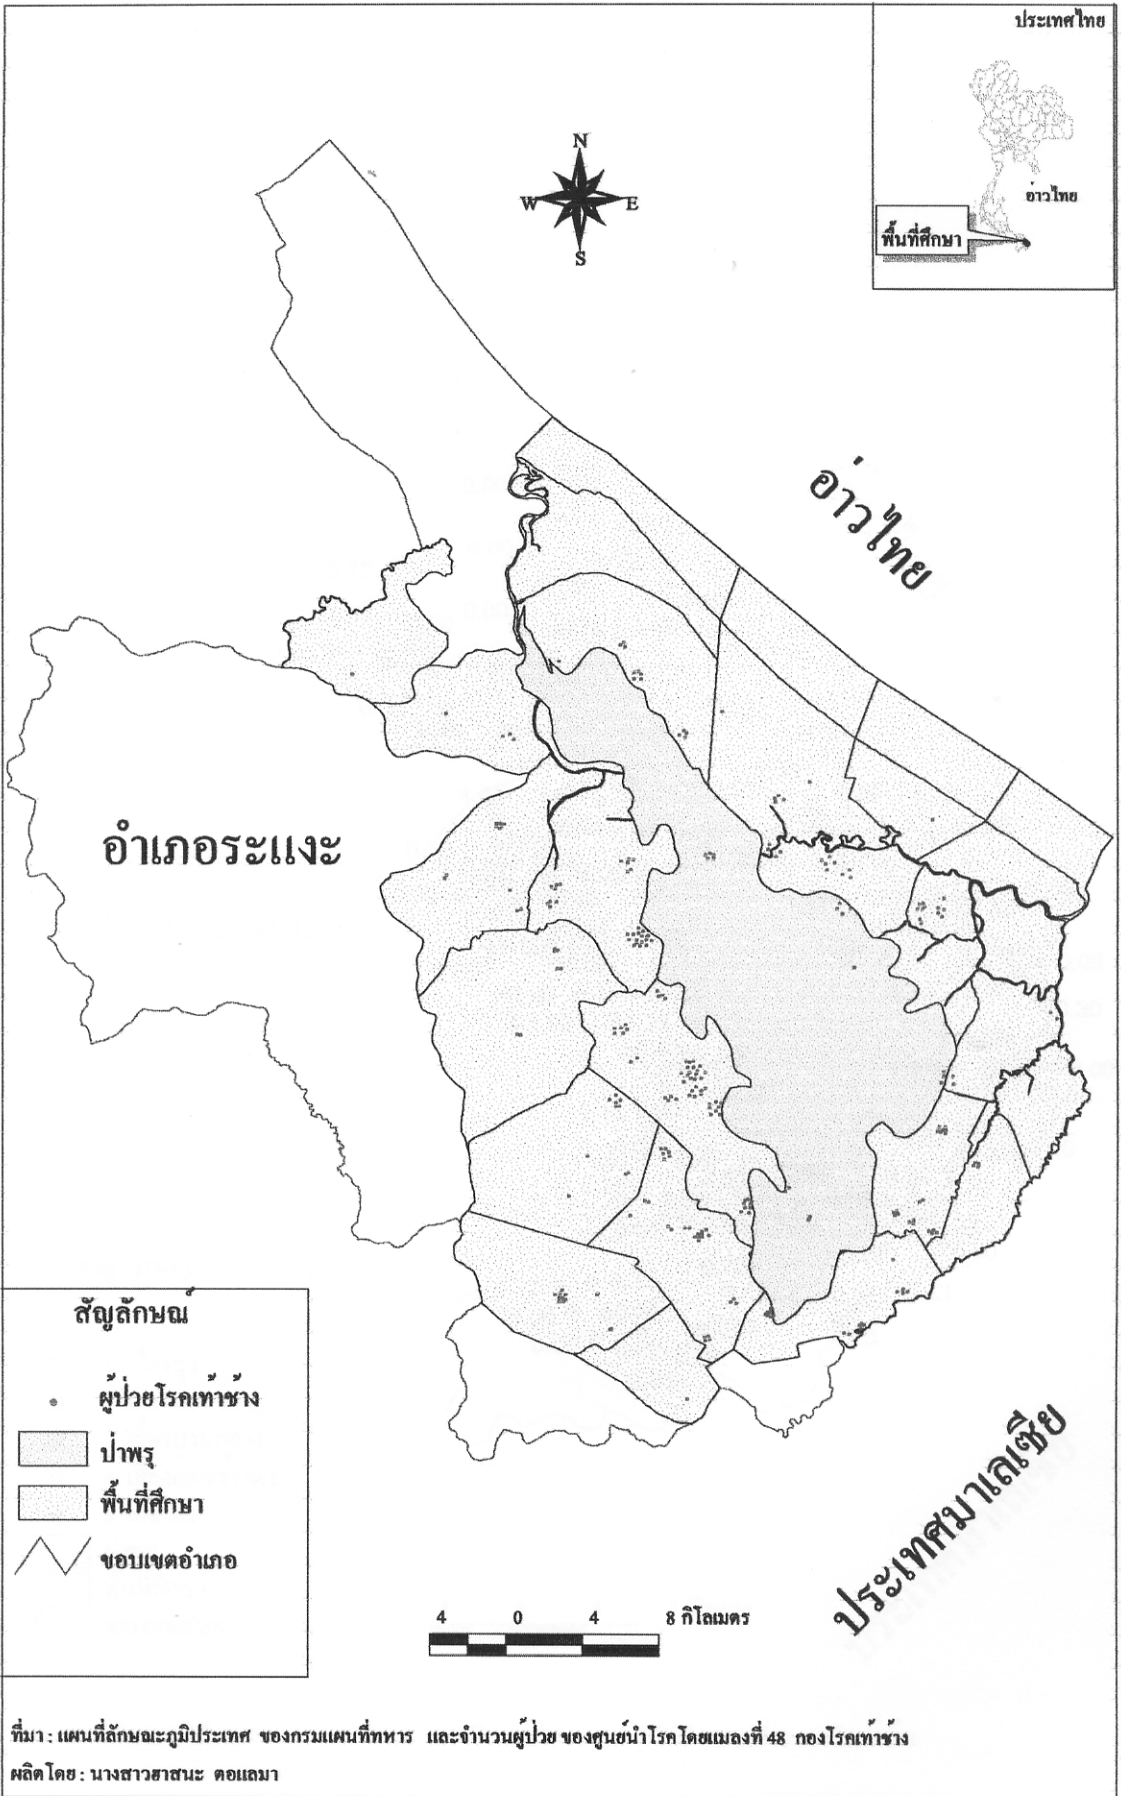 ประเทศไทย
อ่าวไทย
พื้นที่ศึกษา
N
W E
S
อ่าวไทย
อำเภอระแงะ
สัญลักษณ์
ผู้ป่วยโรคเท้าช้าง
ป่าพรุ
พื้นที่ศึกษา
ขอบเขตอำเภอ
ประเทศมาเลเซีย
4 0 4 8 กิโลเมตร
ที่มา : แผนที่ลักษณะภูมิประเทศ ของกรมแผนที่ทหาร และจำนวนผู้ป่วย ของศูนย์นำโรคโดยแมลงที่ 48 กองโรคเท้าช้าง
ผลิตโดย : นางสาวฮาสนะ ตอแลมา